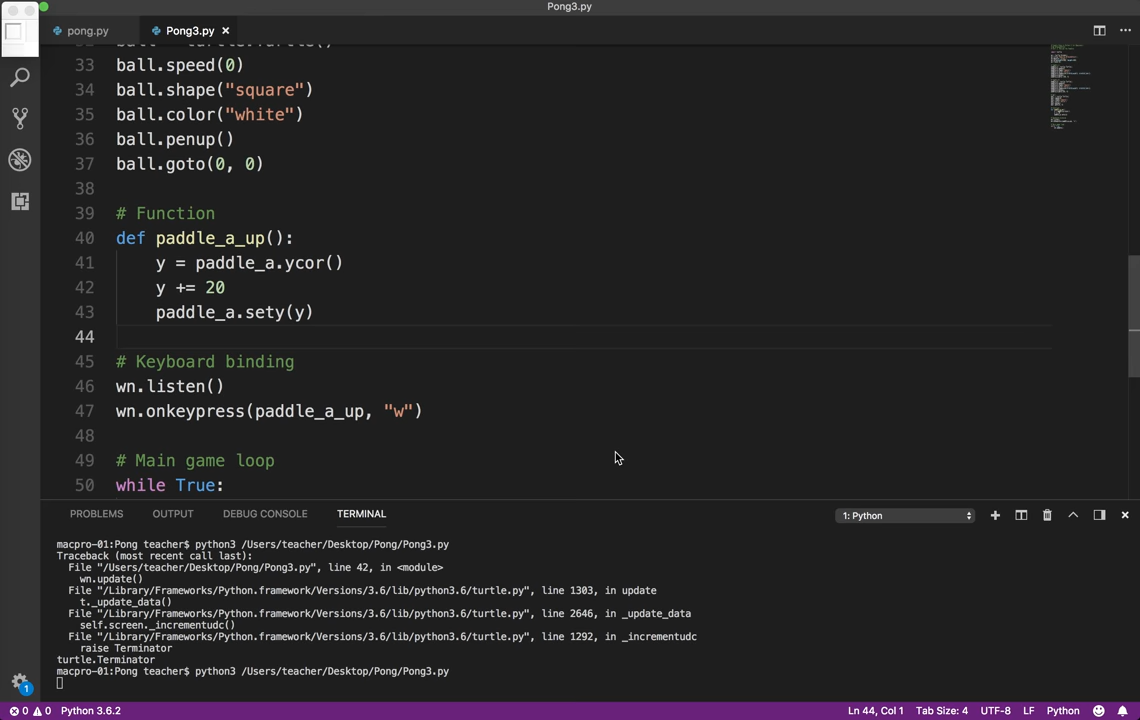 Pong3.py
pong.py
Pong3.py
33 ball.speed(0)
34 ball.shape("square")
35 ball.color("white")
36 ball.penup()
37 ball.goto(0, 0)
38
39 # Function
40 def paddle_a_up():
41 y = paddle_a.ycor()
42 y += 20
43 paddle_a.sety(y)
44
45 # Keyboard binding
46 wn.listen()
47 wn.onkeypress(paddle_a_up, "w")
48
49 # Main game loop
50 while True:
PROBLEMS OUTPUT DEBUG CONSOLE TERMINAL 1: Python
macpro-01:Pong teacher$ python3 /Users/teacher/Desktop/Pong/Pong3.py
Traceback (most recent call last):
File "/Users/teacher/Desktop/Pong/Pong3.py", line 42, in <module>
wn.update()
File "/Library/Frameworks/Python.framework/Versions/3.6/lib/python3.6/turtle.py", line 1303, in update
t._update_data()
File "/Library/Frameworks/Python.framework/Versions/3.6/lib/python3.6/turtle.py", line 2646, in _update_data
self.screen._incrementudc()
File "/Library/Frameworks/Python.framework/Versions/3.6/lib/python3.6/turtle.py", line 1292, in _incrementudc
raise Terminator
turtle.Terminator
macpro-01:Pong teacher$ python3 /Users/teacher/Desktop/Pong/Pong3.py
1
0 0 Python 3.6.2 Ln 44, Col 1 Tab Size: 4 UTF-8 LF Python